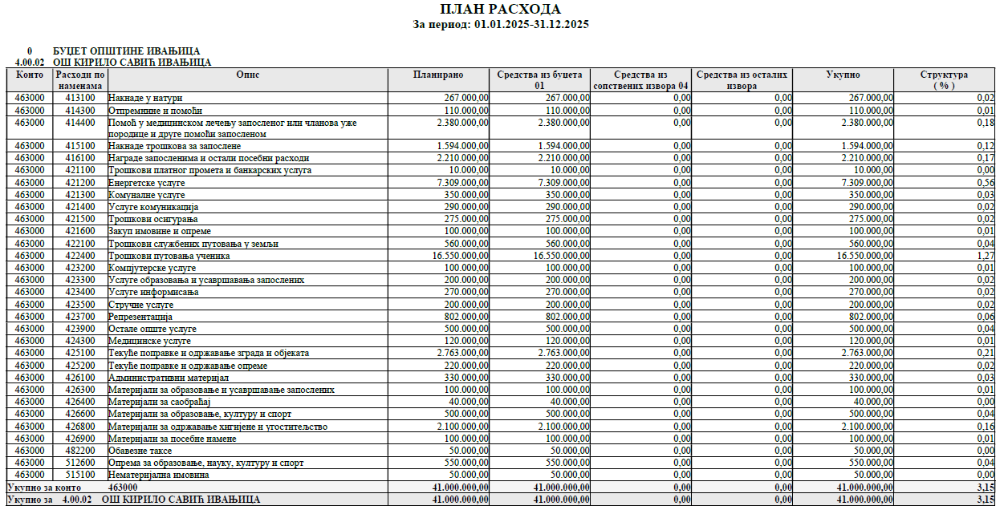 ПЛАН РАСХОДА
За период: 01.01.2025-31.12.2025
0 БУЏЕТ ОПШТИНЕ ИВАЊИЦА
4.00.02 ОШ КИРИЛО САВИЋ ИВАЊИЦА
Конто Расходи по наменама Опис Планирано Средства из буџета 01 Средства из сопствених извора 04 Средства из осталих извора Укупно Структура ( % )
463000 413100 Накнаде у натури 267.000,00 267.000,00 0,00 0,00 267.000,00 0,02
463000 414300 Отпремнине и помоћи 110.000,00 110.000,00 0,00 0,00 110.000,00 0,01
463000 414400 Помоћ у медицинском лечењу запосленог или чланова уже 2.380.000,00 2.380.000,00 0,00 0,00 2.380.000,00 0,18
породице и друге помоћи запосленом
463000 415100 Накнаде трошкова за запослене 1.594.000,00 1.594.000,00 0,00 0,00 1.594.000,00 0,12
463000 416100 Награде запосленима и остали посебни расходи 2.210.000,00 2.210.000,00 0,00 0,00 2.210.000,00 0,17
463000 421100 Трошкови платног промета и банкарских услуга 10.000,00 10.000,00 0,00 0,00 10.000,00 0,00
463000 421200 Енергетске услуге 7.309.000,00 7.309.000,00 0,00 0,00 7.309.000,00 0,56
463000 421300 Комуналне услуге 350.000,00 350.000,00 0,00 0,00 350.000,00 0,03
463000 421400 Услуге комуникација 290.000,00 290.000,00 0,00 0,00 290.000,00 0,02
463000 421500 Трошкови осигурања 275.000,00 275.000,00 0,00 0,00 275.000,00 0,02
463000 421600 Закуп имовине и опреме 100.000,00 100.000,00 0,00 0,00 100.000,00 0,01
463000 422100 Трошкови службених путовања у земљи 560.000,00 560.000,00 0,00 0,00 560.000,00 0,04
463000 422400 Трошкови путовања ученика 16.550.000,00 16.550.000,00 0,00 0,00 16.550.000,00 1,27
463000 423200 Компјутерске услуге 100.000,00 100.000,00 0,00 0,00 100.000,00 0,01
463000 423300 Услуге образовања и усавршавања запослених 200.000,00 200.000,00 0,00 0,00 200.000,00 0,02
463000 423400 Услуге информисања 270.000,00 270.000,00 0,00 0,00 270.000,00 0,02
463000 423500 Стручне услуге 200.000,00 200.000,00 0,00 0,00 200.000,00 0,02
463000 423700 Репрезентација 802.000,00 802.000,00 0,00 0,00 802.000,00 0,06
463000 423900 Остале опште услуге 500.000,00 500.000,00 0,00 0,00 500.000,00 0,04
463000 424300 Медицинске услуге 120.000,00 120.000,00 0,00 0,00 120.000,00 0,01
463000 425100 Текуће поправке и одржавање зграда и објеката 2.763.000,00 2.763.000,00 0,00 0,00 2.763.000,00 0,21
463000 425200 Текуће поправке и одржавање опреме 220.000,00 220.000,00 0,00 0,00 220.000,00 0,02
463000 426100 Административни материјал 330.000,00 330.000,00 0,00 0,00 330.000,00 0,03
463000 426300 Материјали за образовање и усавршавање запослених 100.000,00 100.000,00 0,00 0,00 100.000,00 0,01
463000 426400 Материјали за саобраћај 40.000,00 40.000,00 0,00 0,00 40.000,00 0,00
463000 426600 Материјали за образовање, културу и спорт 500.000,00 500.000,00 0,00 0,00 500.000,00 0,04
463000 426800 Материјали за одржавање хигијене и угоститељство 2.100.000,00 2.100.000,00 0,00 0,00 2.100.000,00 0,16
463000 426900 Материјали за посебне намене 100.000,00 100.000,00 0,00 0,00 100.000,00 0,01
463000 482200 Обавезне таксе 50.000,00 50.000,00 0,00 0,00 50.000,00 0,00
463000 512600 Опрема за образовање, науку, културу и спорт 550.000,00 550.000,00 0,00 0,00 550.000,00 0,04
463000 515100 Нематеријална имовина 50.000,00 50.000,00 0,00 0,00 50.000,00 0,00
Укупно за конто 463000 41.000.000,00 41.000.000,00 0,00 0,00 41.000.000,00 3,15
Укупно за 4.00.02 ОШ КИРИЛО САВИЋ ИВАЊИЦА 41.000.000,00 41.000.000,00 0,00 0,00 41.000.000,00 3,15